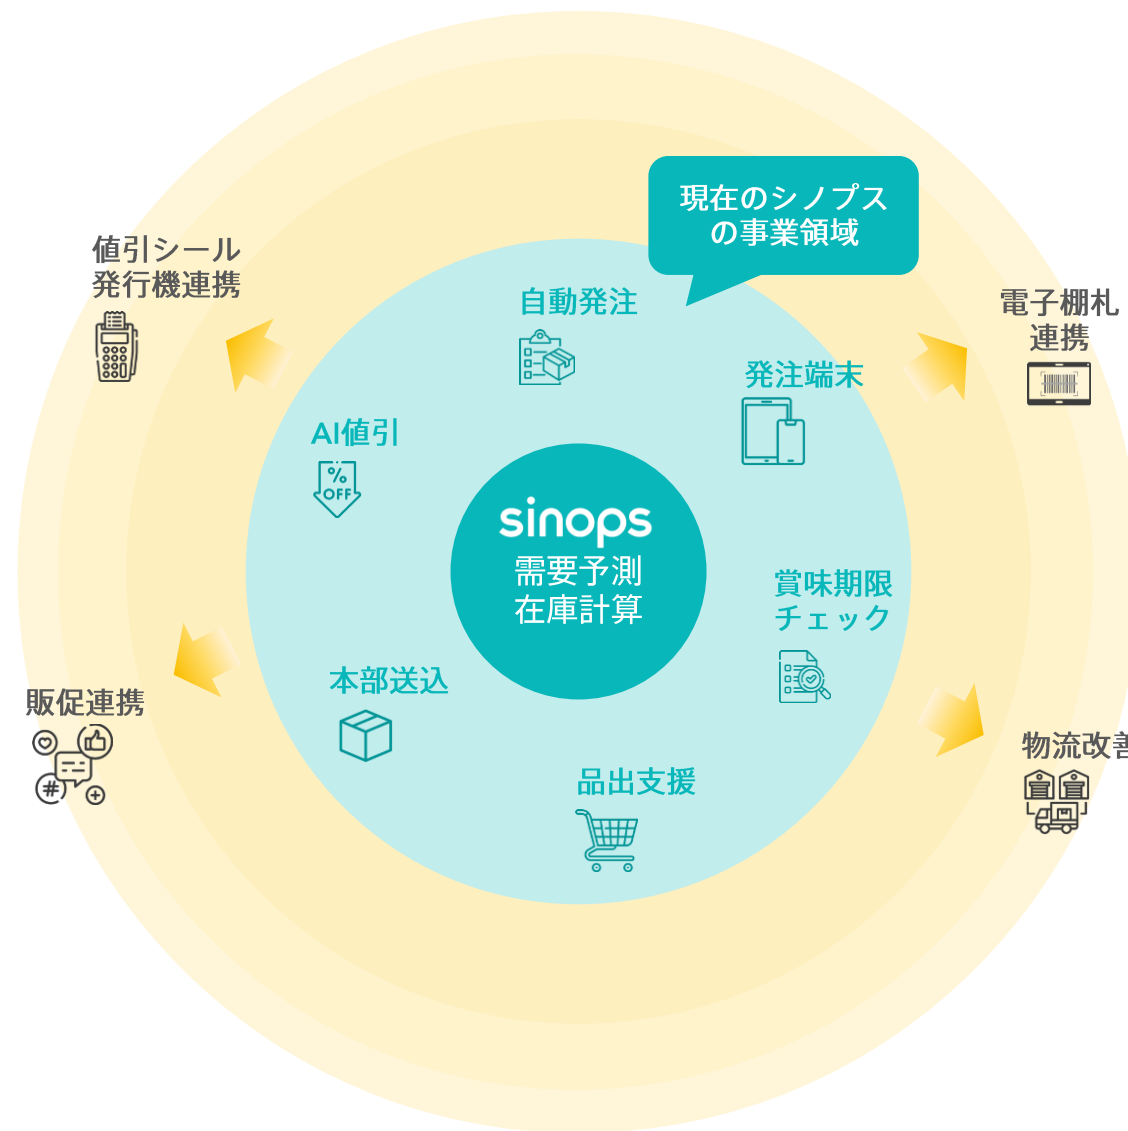 現在のシノプス
の事業領域
値引シール
発行機連携
電子棚札
連携
自動発注
発注端末
AI値引
%
OFF
sinops
需要予測
在庫計算
賞味期限
チェック
本部送込
販促連携
#
品出支援
物流改善